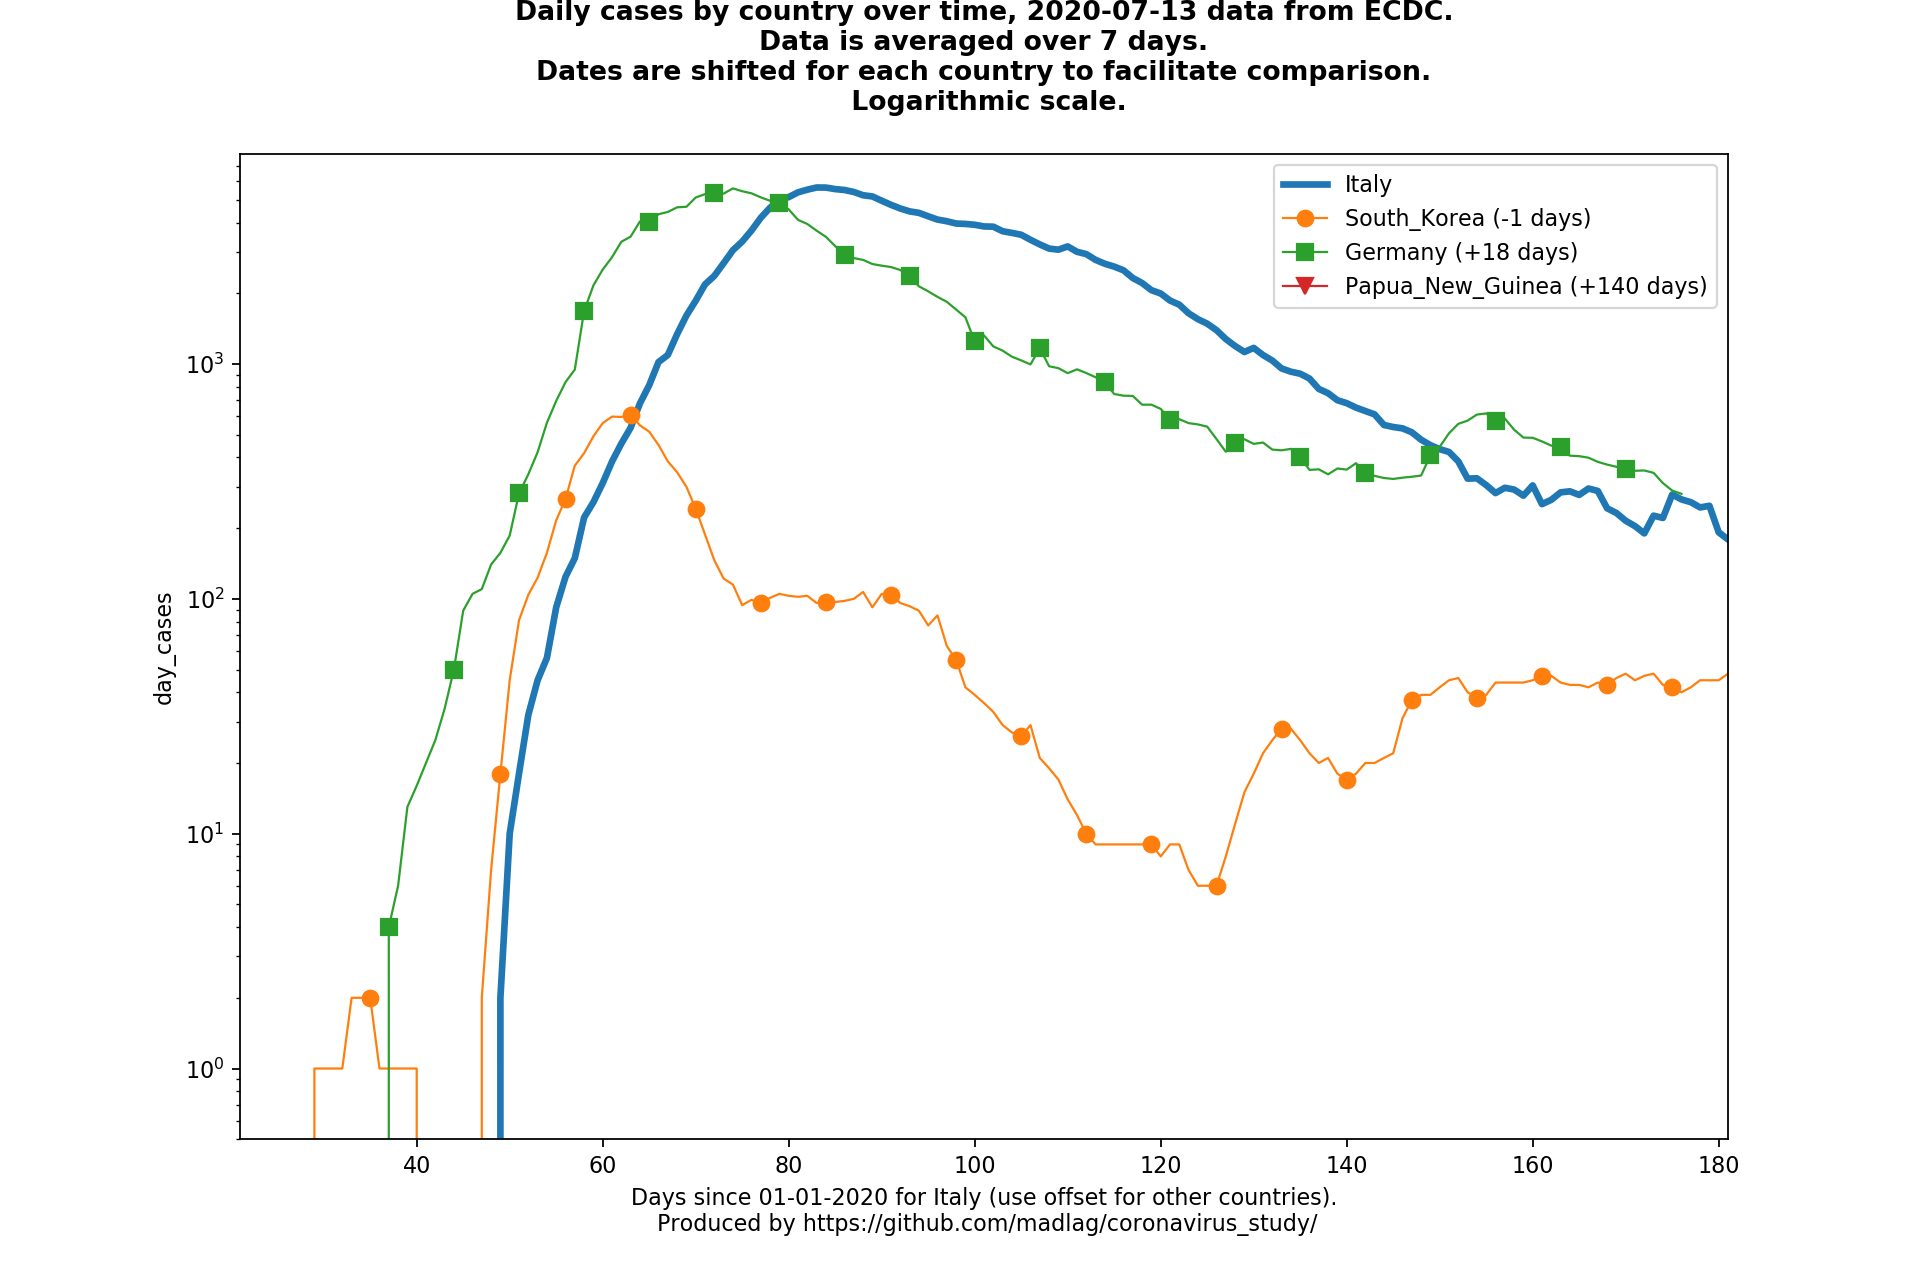 Daily cases by country over time, 2020-07-13 data from ECDC.
Data is averaged over 7 days.
Dates are shifted for each country to facilitate comparison.
Logarithmic scale.
Italy
South_Korea (-1 days)
Germany (+18 days)
Papua_New_Guinea (+140 days)
day_cases
10³
10²
10¹
10⁰
40 60 80 100 120 140 160 180
Days since 01-01-2020 for Italy (use offset for other countries).
Produced by https://github.com/madlag/coronavirus_study/